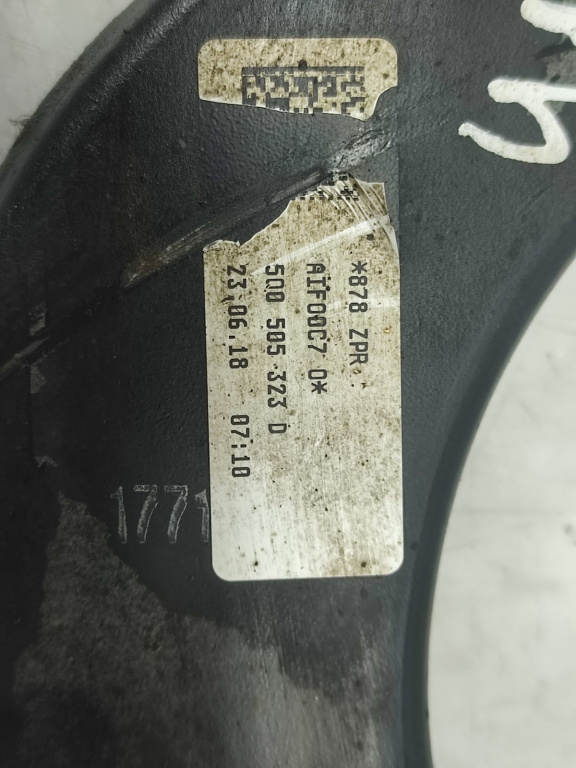 *878 ZPR
AIF00C7 0*
5Q0 505 323 D
23.06.18 07:10
1771